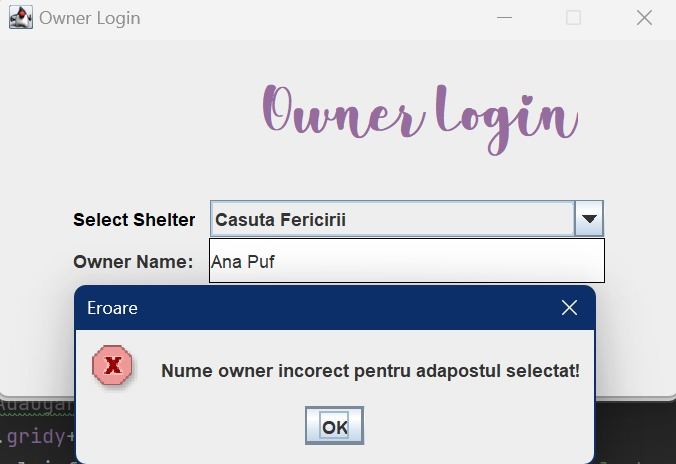 Owner Login
Owner Login
Select Shelter
Casuta Fericirii
Owner Name:
Ana Puf
Eroare
Nume owner incorect pentru adapostul selectat!
OK
.gridy+